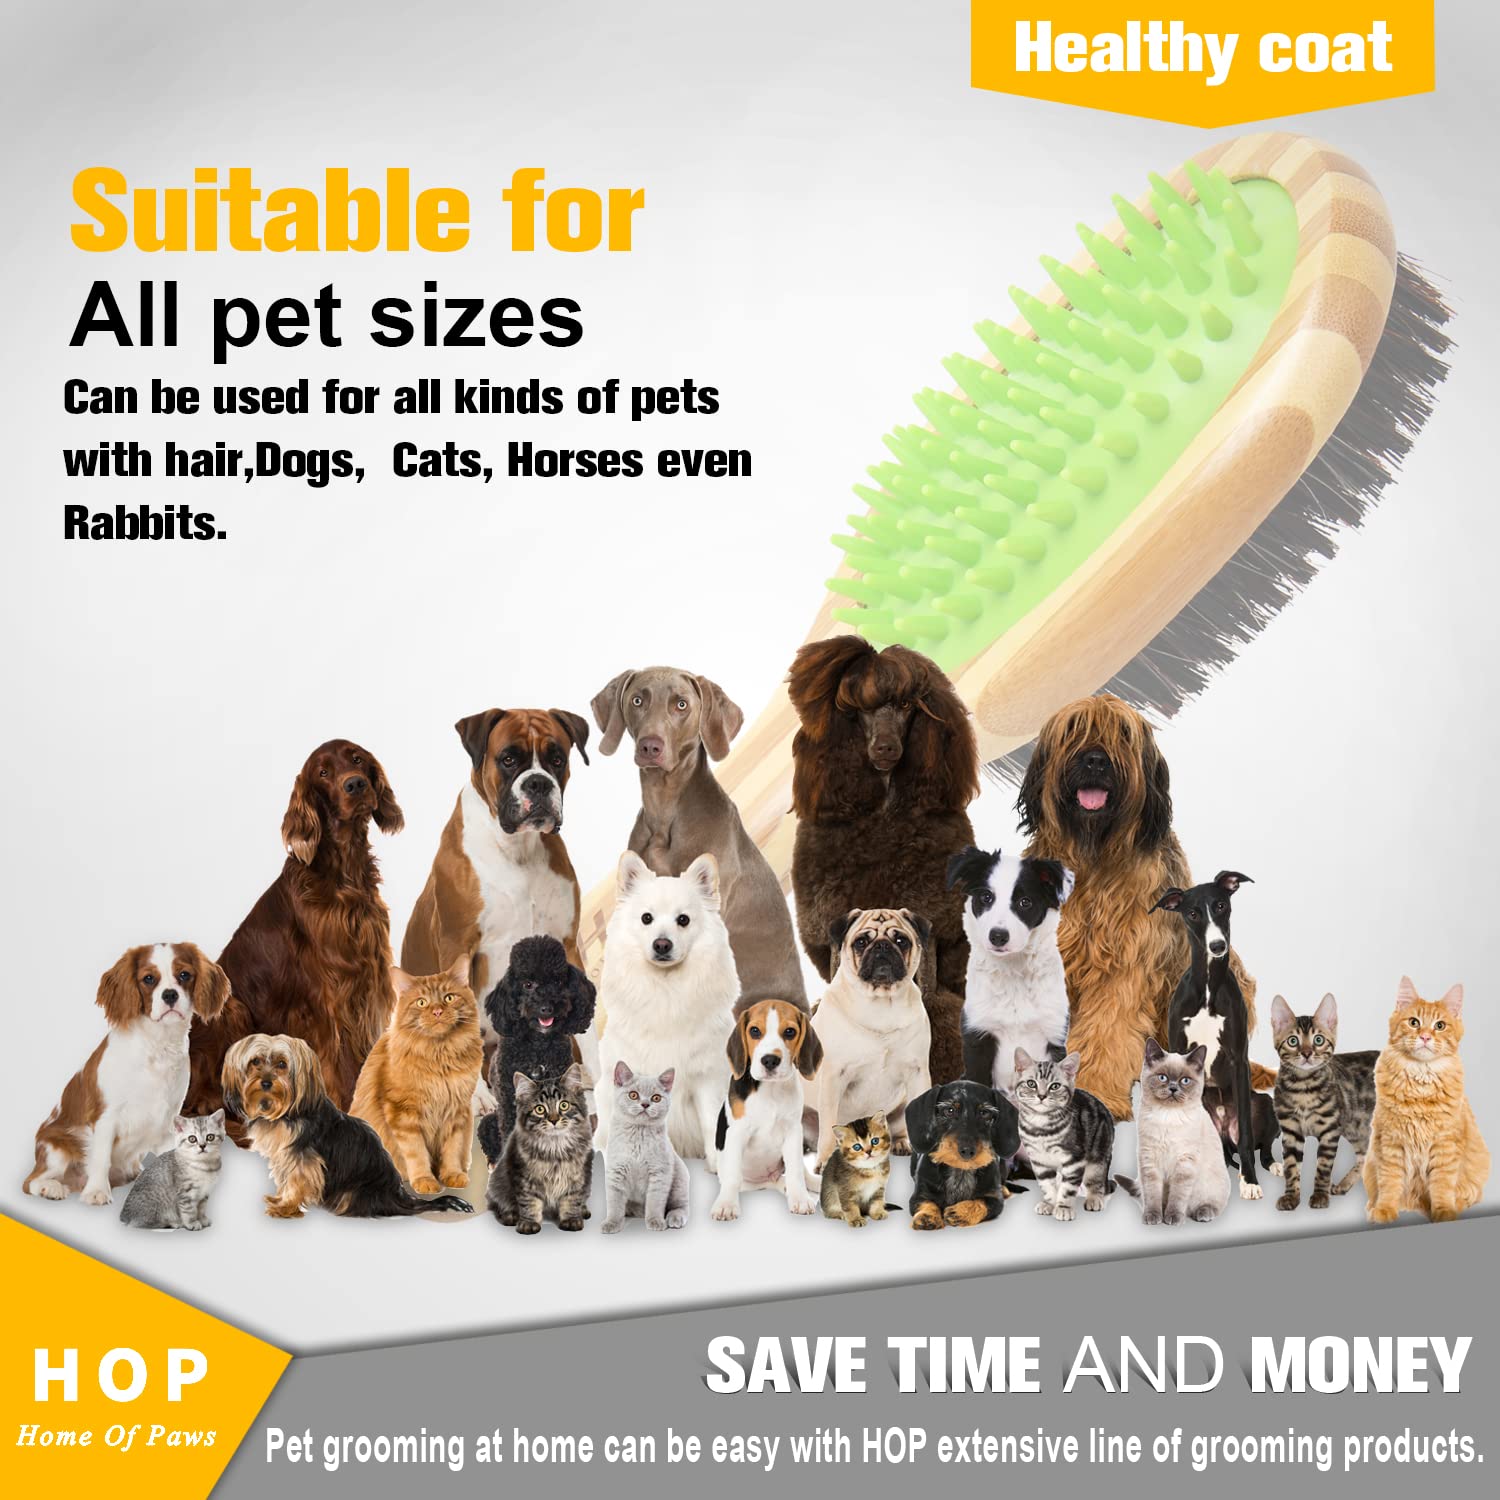 Healthy coat
Suitable for
All pet sizes
Can be used for all kinds of pets
with hair,Dogs, Cats, Horses even
Rabbits.
HOP
Home Of Paws
SAVE TIME AND MONEY
Pet grooming at home can be easy with HOP extensive line of grooming products.